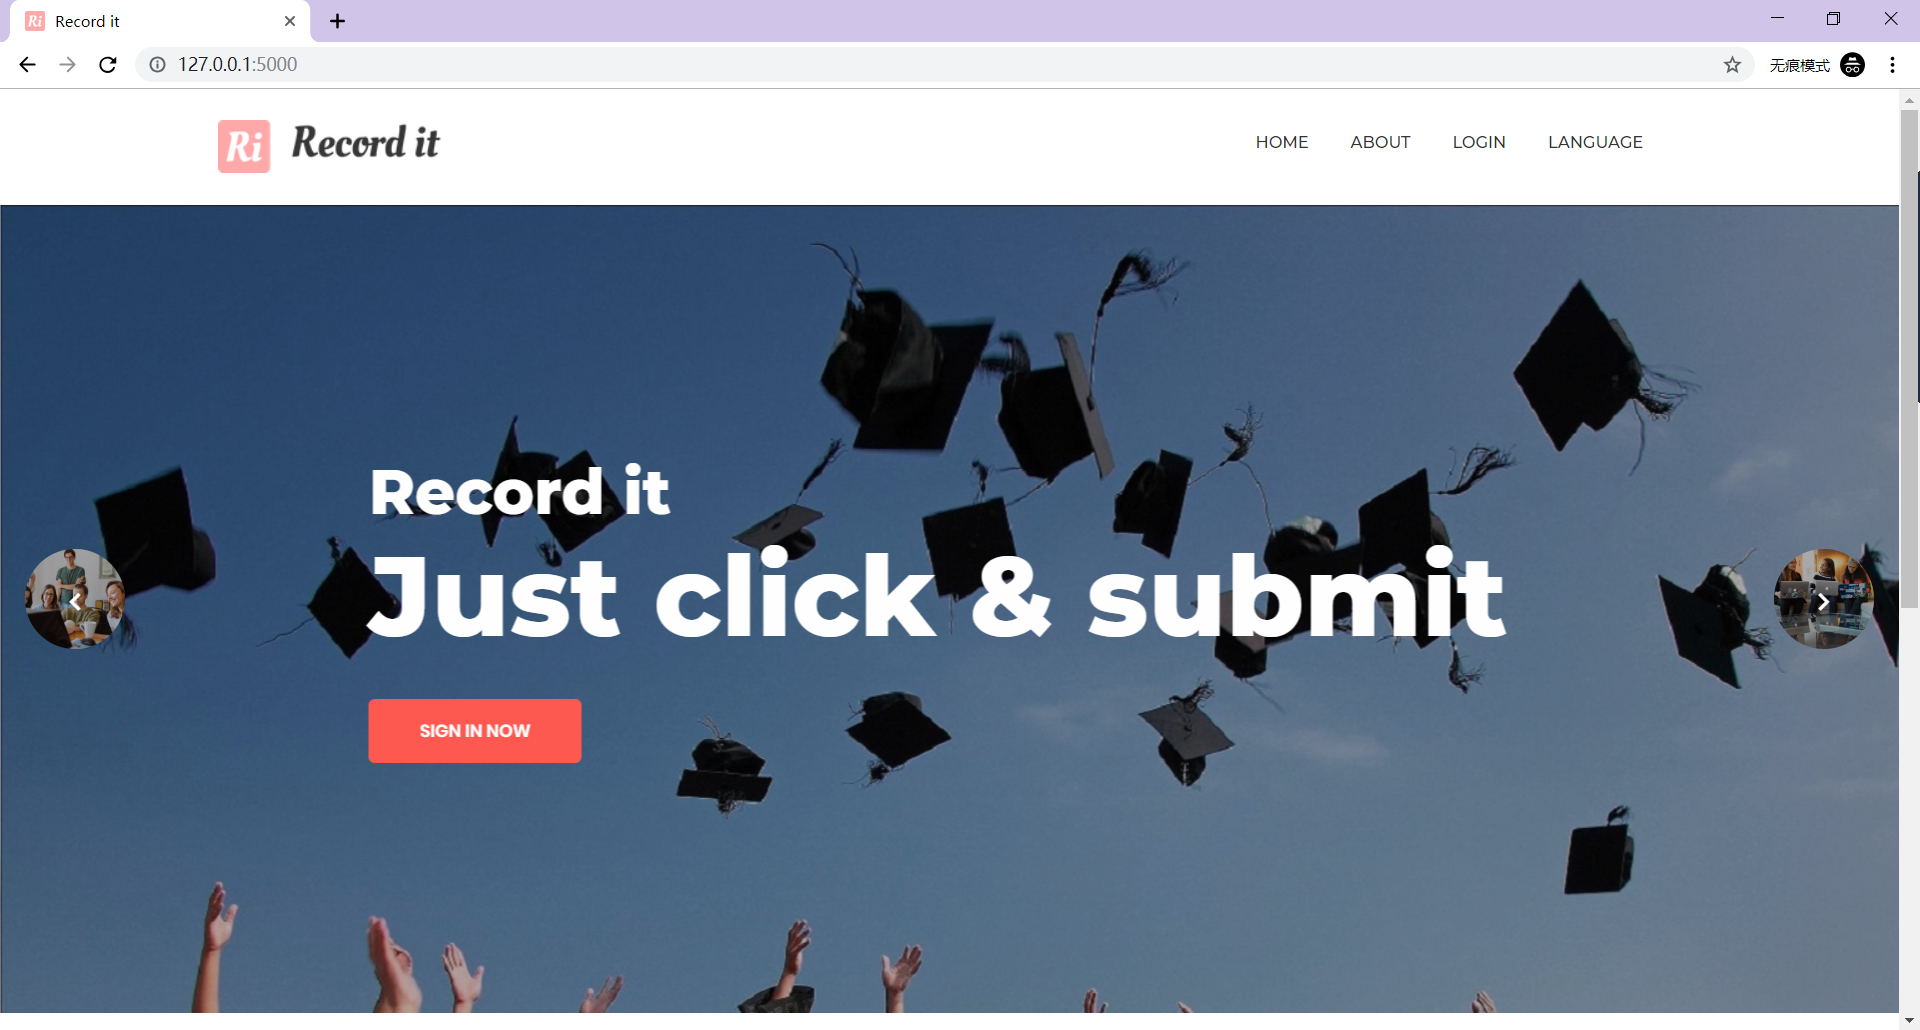 Ri Record it
127.0.0.1:5000
无痕模式
Ri Record it
HOME ABOUT LOGIN LANGUAGE
Record it
Just click & submit
SIGN IN NOW